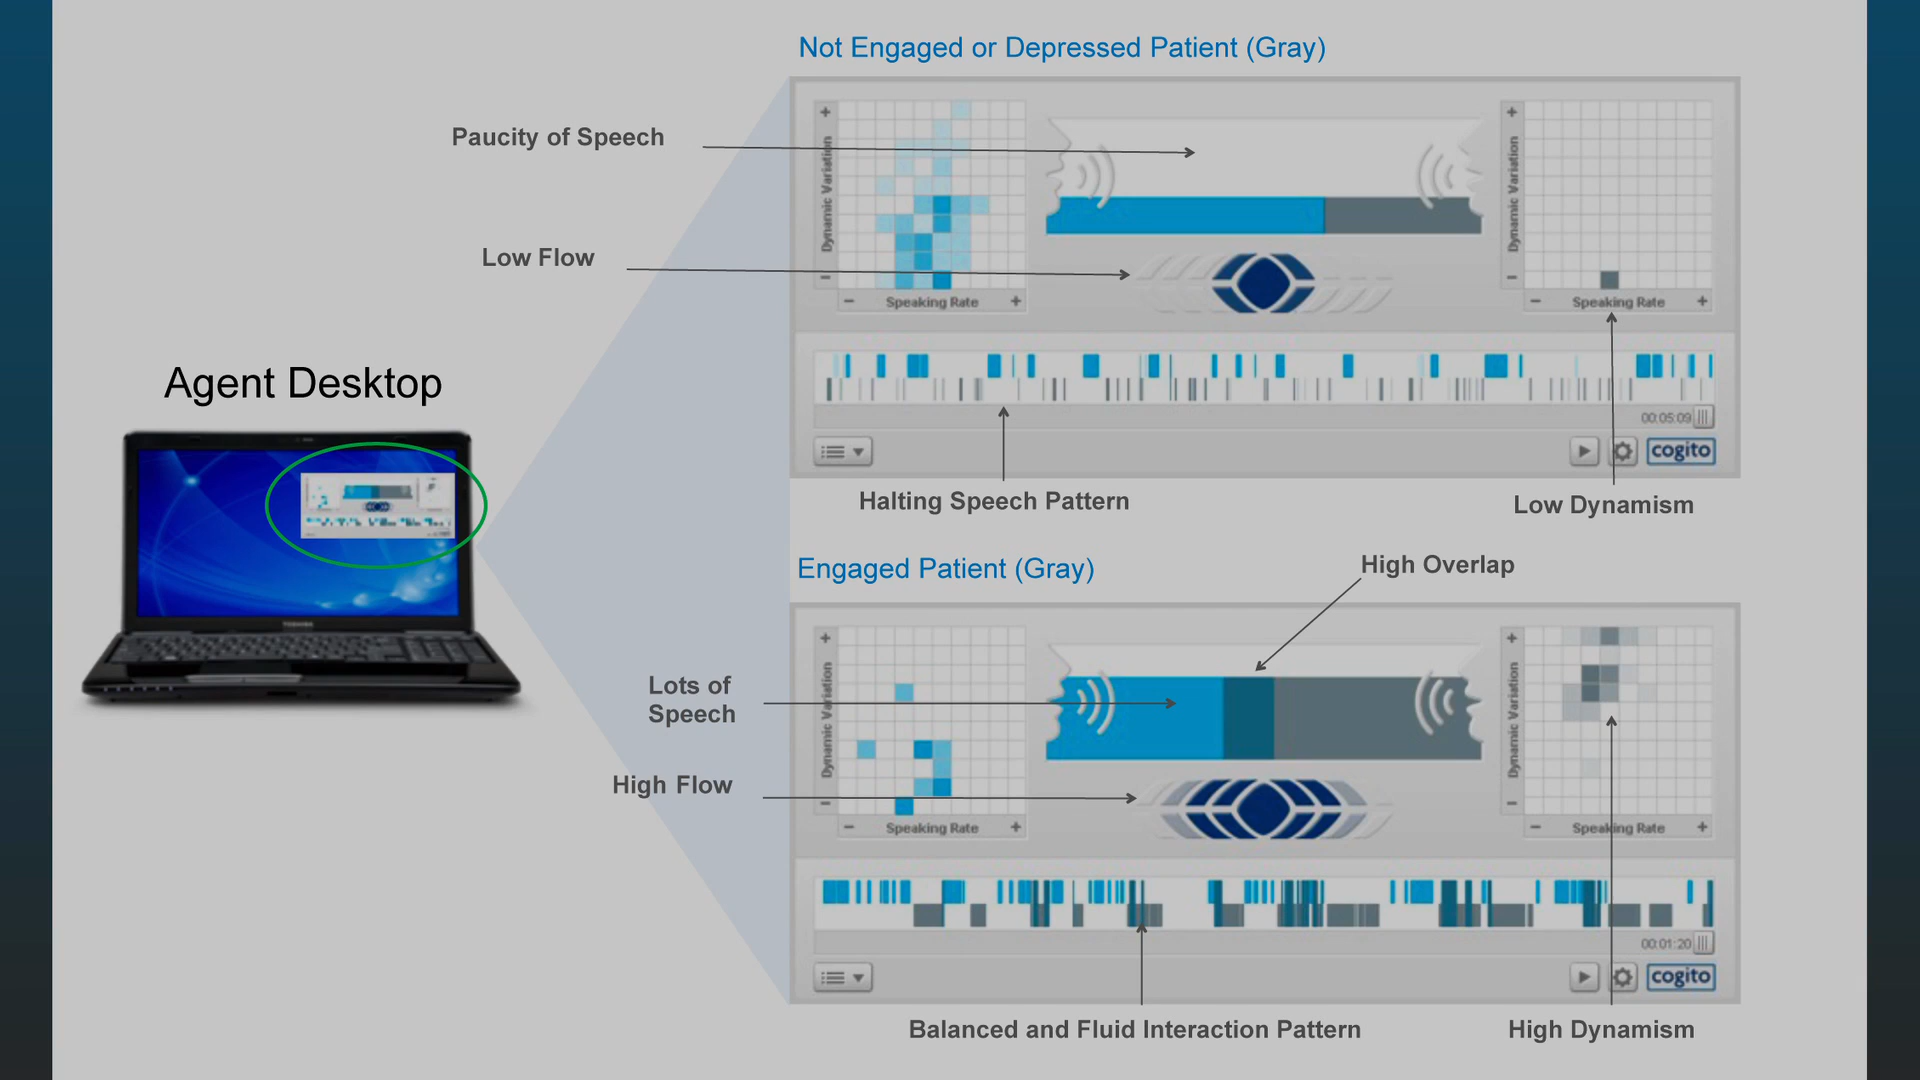 Not Engaged or Depressed Patient (Gray)
Paucity of Speech
Low Flow
+
Dynamic Variation
−
− Speaking Rate +
+
Dynamic Variation
−
− Speaking Rate +
00:05:09
cogito
Halting Speech Pattern
Low Dynamism
Agent Desktop
TOSHIBA
Engaged Patient (Gray)
High Overlap
Lots of
Speech
High Flow
+
Dynamic Variation
−
− Speaking Rate +
+
Dynamic Variation
−
− Speaking Rate +
00:01:20
cogito
Balanced and Fluid Interaction Pattern
High Dynamism